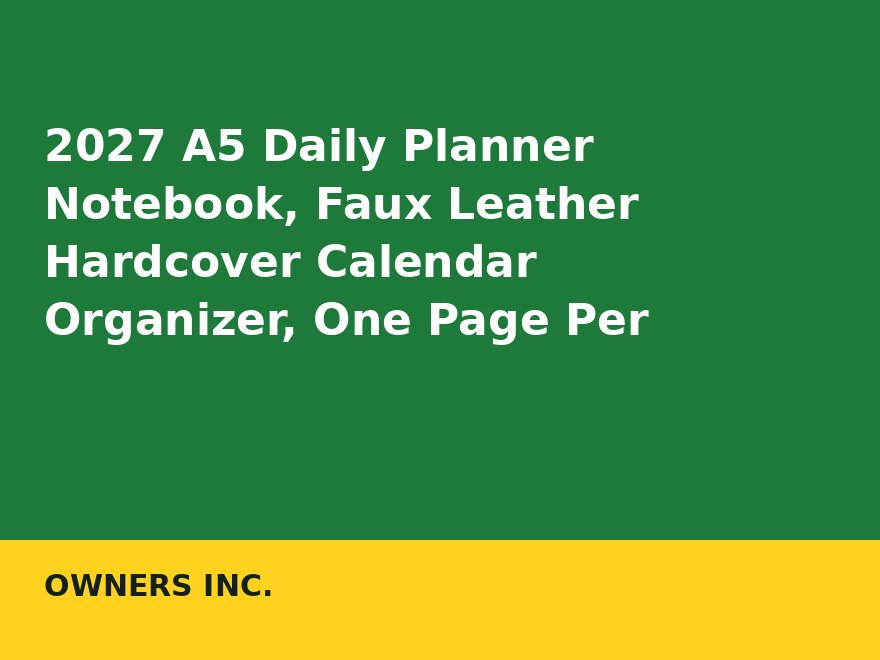 2027 A5 Daily Planner
Notebook, Faux Leather
Hardcover Calendar
Organizer, One Page Per
OWNERS INC.